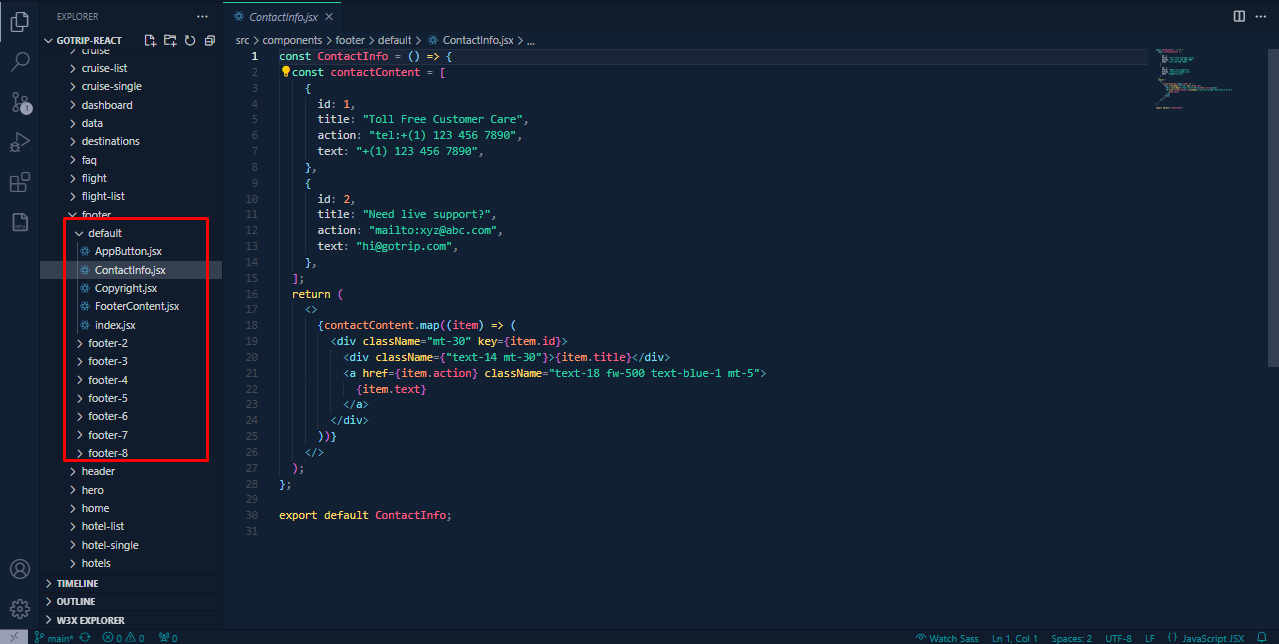 EXPLORER
ContactInfo.jsx
GOTRIP-REACT
src > components > footer > default > ContactInfo.jsx > ...
cruise
cruise-list
cruise-single
dashboard
data
destinations
faq
flight
flight-list
footer
default
AppButton.jsx
ContactInfo.jsx
Copyright.jsx
FooterContent.jsx
index.jsx
footer-2
footer-3
footer-4
footer-5
footer-6
footer-7
footer-8
header
hero
home
hotel-list
hotel-single
hotels
TIMELINE
OUTLINE
W3X EXPLORER
1 const ContactInfo = () => {
2 const contactContent = [
3 {
4 id: 1,
5 title: "Toll Free Customer Care",
6 action: "tel:+(1) 123 456 7890",
7 text: "+(1) 123 456 7890",
8 },
9 {
10 id: 2,
11 title: "Need live support?",
12 action: "mailto:xyz@abc.com",
13 text: "hi@gotrip.com",
14 },
15 ];
16 return (
17 <>
18 {contactContent.map((item) => (
19 <div className="mt-30" key={item.id}>
20 <div className={"text-14 mt-30"}>{item.title}</div>
21 <a href={item.action} className="text-18 fw-500 text-blue-1 mt-5">
22 {item.text}
23 </a>
24 </div>
25 ))}
26 </>
27 );
28 };
29
30 export default ContactInfo;
31
1
main* 0 0 0
Watch Sass Ln 1, Col 1 Spaces: 2 UTF-8 LF {} JavaScript JSX